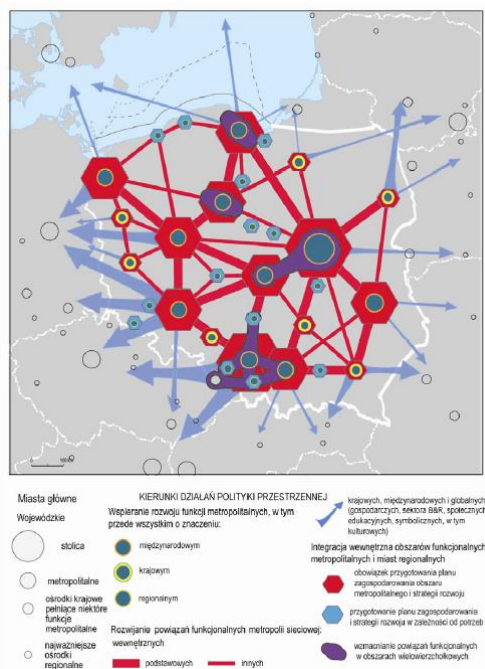 Miasta główne
Wojewódzkie
stolica
metropolitalne
ośrodki krajowe
pełniące niektóre
funkcje
metropolitalne
najważniejsze
ośrodki
regionalne
KIERUNKI DZIAŁAŃ POLITYKI PRZESTRZENNEJ
Wspieranie rozwoju funkcji metropolitalnych, w tym
przede wszystkim o znaczeniu:
międzynarodowym
krajowym
regionalnym
Rozwijanie powiązań funkcjonalnych metropolii sieciowej:
wewnętrznych
podstawowych
innych
krajowych, międzynarodowych i globalnych
(gospodarczych, sektora B&R, społecznych
edukacyjnych, symbolicznych, w tym
kulturowych)
Integracja wewnętrzna obszarów funkcjonalnych
metropolitalnych i miast regionalnych
obowiązek przygotowania planu
zagospodarowania obszaru
metropolitalnego i strategii rozwoju
przygotowanie planu zagospodarowania
i strategii rozwoju w zależności od potrzeb
wzmacnianie powiązań funkcjonalnych
w obszarach wielowierzchołkowych